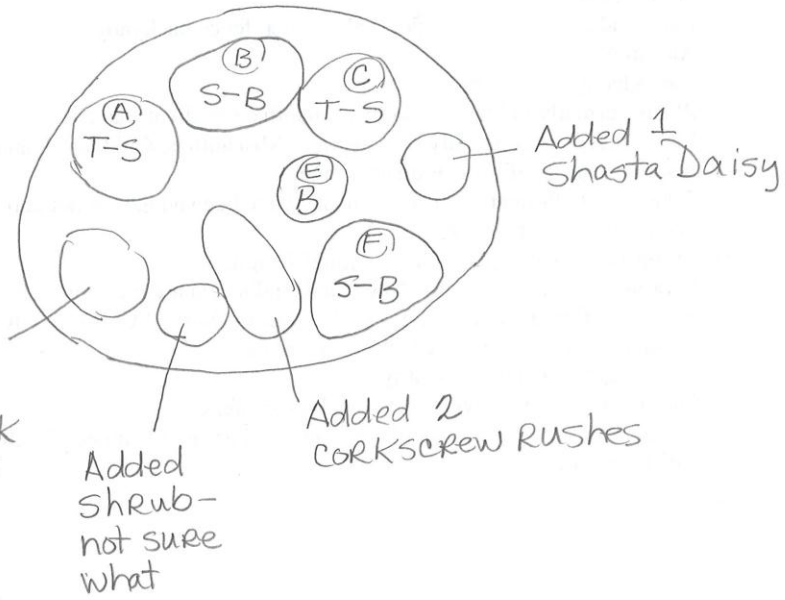 B
S-B
C
T-S
A
T-S
Added 1
Shasta Daisy
E
B
F
S-B
K
Added 2
CORKSCREW RUSHES
Added
ShRub-
not sure
what